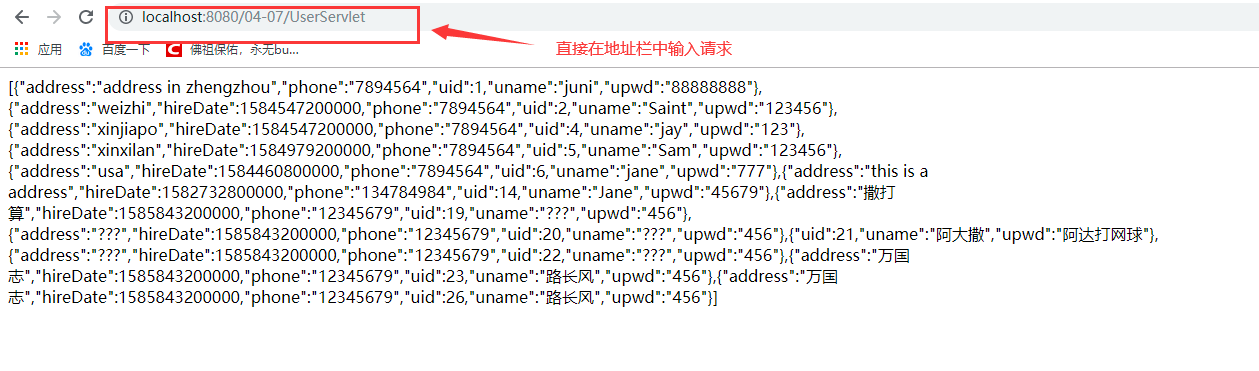 localhost:8080/04-07/UserServlet
应用 百度一下 佛祖保佑，永无bu...
直接在地址栏中输入请求
[{"address":"address in zhengzhou","phone":"7894564","uid":1,"uname":"juni","upwd":"88888888"},
{"address":"weizhi","hireDate":1584547200000,"phone":"7894564","uid":2,"uname":"Saint","upwd":"123456"},
{"address":"xinjiapo","hireDate":1584547200000,"phone":"7894564","uid":4,"uname":"jay","upwd":"123"},
{"address":"xinxilan","hireDate":1584979200000,"phone":"7894564","uid":5,"uname":"Sam","upwd":"123456"},
{"address":"usa","hireDate":1584460800000,"phone":"7894564","uid":6,"uname":"jane","upwd":"777"},{"address":"this is a
address","hireDate":1582732800000,"phone":"134784984","uid":14,"uname":"Jane","upwd":"45679"},{"address":"撒打
算","hireDate":1585843200000,"phone":"12345679","uid":19,"uname":"???","upwd":"456"},
{"address":"???","hireDate":1585843200000,"phone":"12345679","uid":20,"uname":"???","upwd":"456"},{"uid":21,"uname":"阿大撒","upwd":"阿达打网球"},
{"address":"???","hireDate":1585843200000,"phone":"12345679","uid":22,"uname":"???","upwd":"456"},{"address":"万国
志","hireDate":1585843200000,"phone":"12345679","uid":23,"uname":"路长风","upwd":"456"},{"address":"万国
志","hireDate":1585843200000,"phone":"12345679","uid":26,"uname":"路长风","upwd":"456"}]